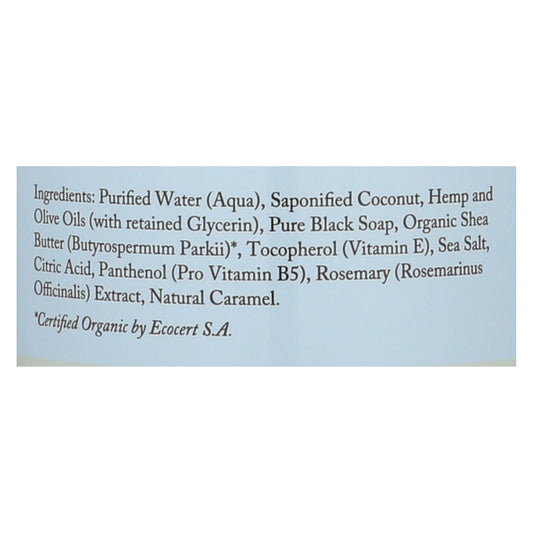 Ingredients: Purified Water (Aqua), Saponified Coconut, Hemp and
Olive Oils (with retained Glycerin), Pure Black Soap, Organic Shea
Butter (Butyrospermum Parkii)*, Tocopherol (Vitamin E), Sea Salt,
Citric Acid, Panthenol (Pro Vitamin B5), Rosemary (Rosemarinus
Officinalis) Extract, Natural Caramel.
*Certified Organic by Ecocert S.A.